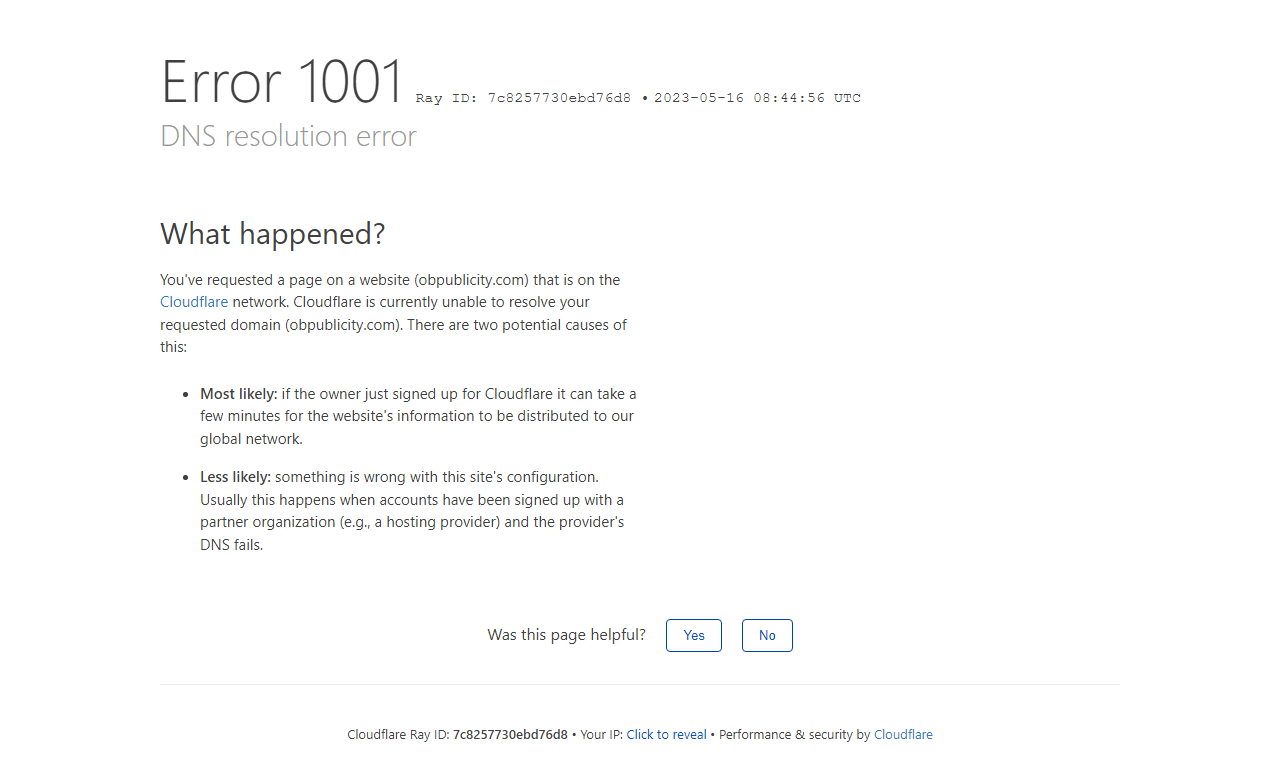 Error 1001 Ray ID: 7c8257730ebd76d8 • 2023-05-16 08:44:56 UTC
DNS resolution error
What happened?
You've requested a page on a website (obpublicity.com) that is on the
Cloudflare network. Cloudflare is currently unable to resolve your
requested domain (obpublicity.com). There are two potential causes of
this:
• Most likely: if the owner just signed up for Cloudflare it can take a
few minutes for the website's information to be distributed to our
global network.
• Less likely: something is wrong with this site's configuration.
Usually this happens when accounts have been signed up with a
partner organization (e.g., a hosting provider) and the provider's
DNS fails.
Was this page helpful? Yes No
Cloudflare Ray ID: 7c8257730ebd76d8 • Your IP: Click to reveal • Performance & security by Cloudflare